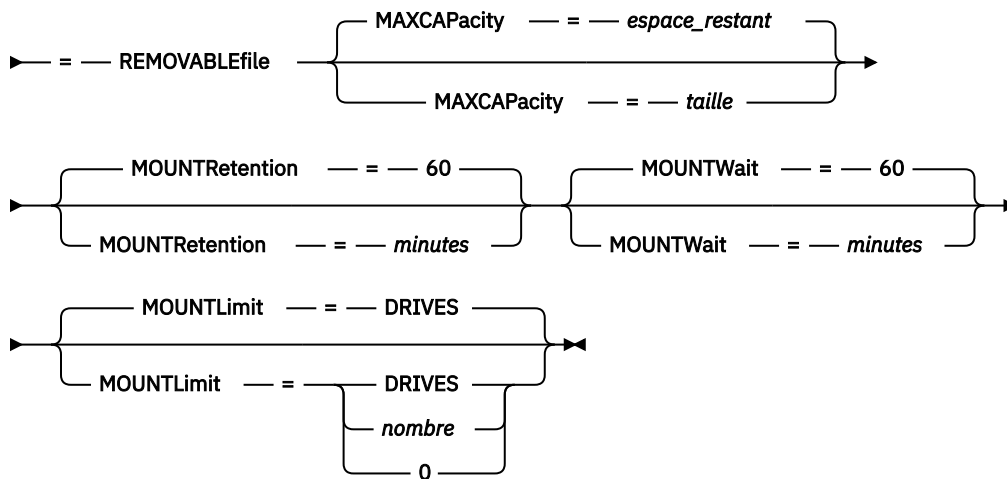 MAXCAPacity = espace_restant
= REMOVABLEfile
MAXCAPacity = taille
MOUNTRetention = 60 MOUNTWait = 60
MOUNTRetention = minutes MOUNTWait = minutes
MOUNTLimit = DRIVES
MOUNTLimit = DRIVES
nombre
0